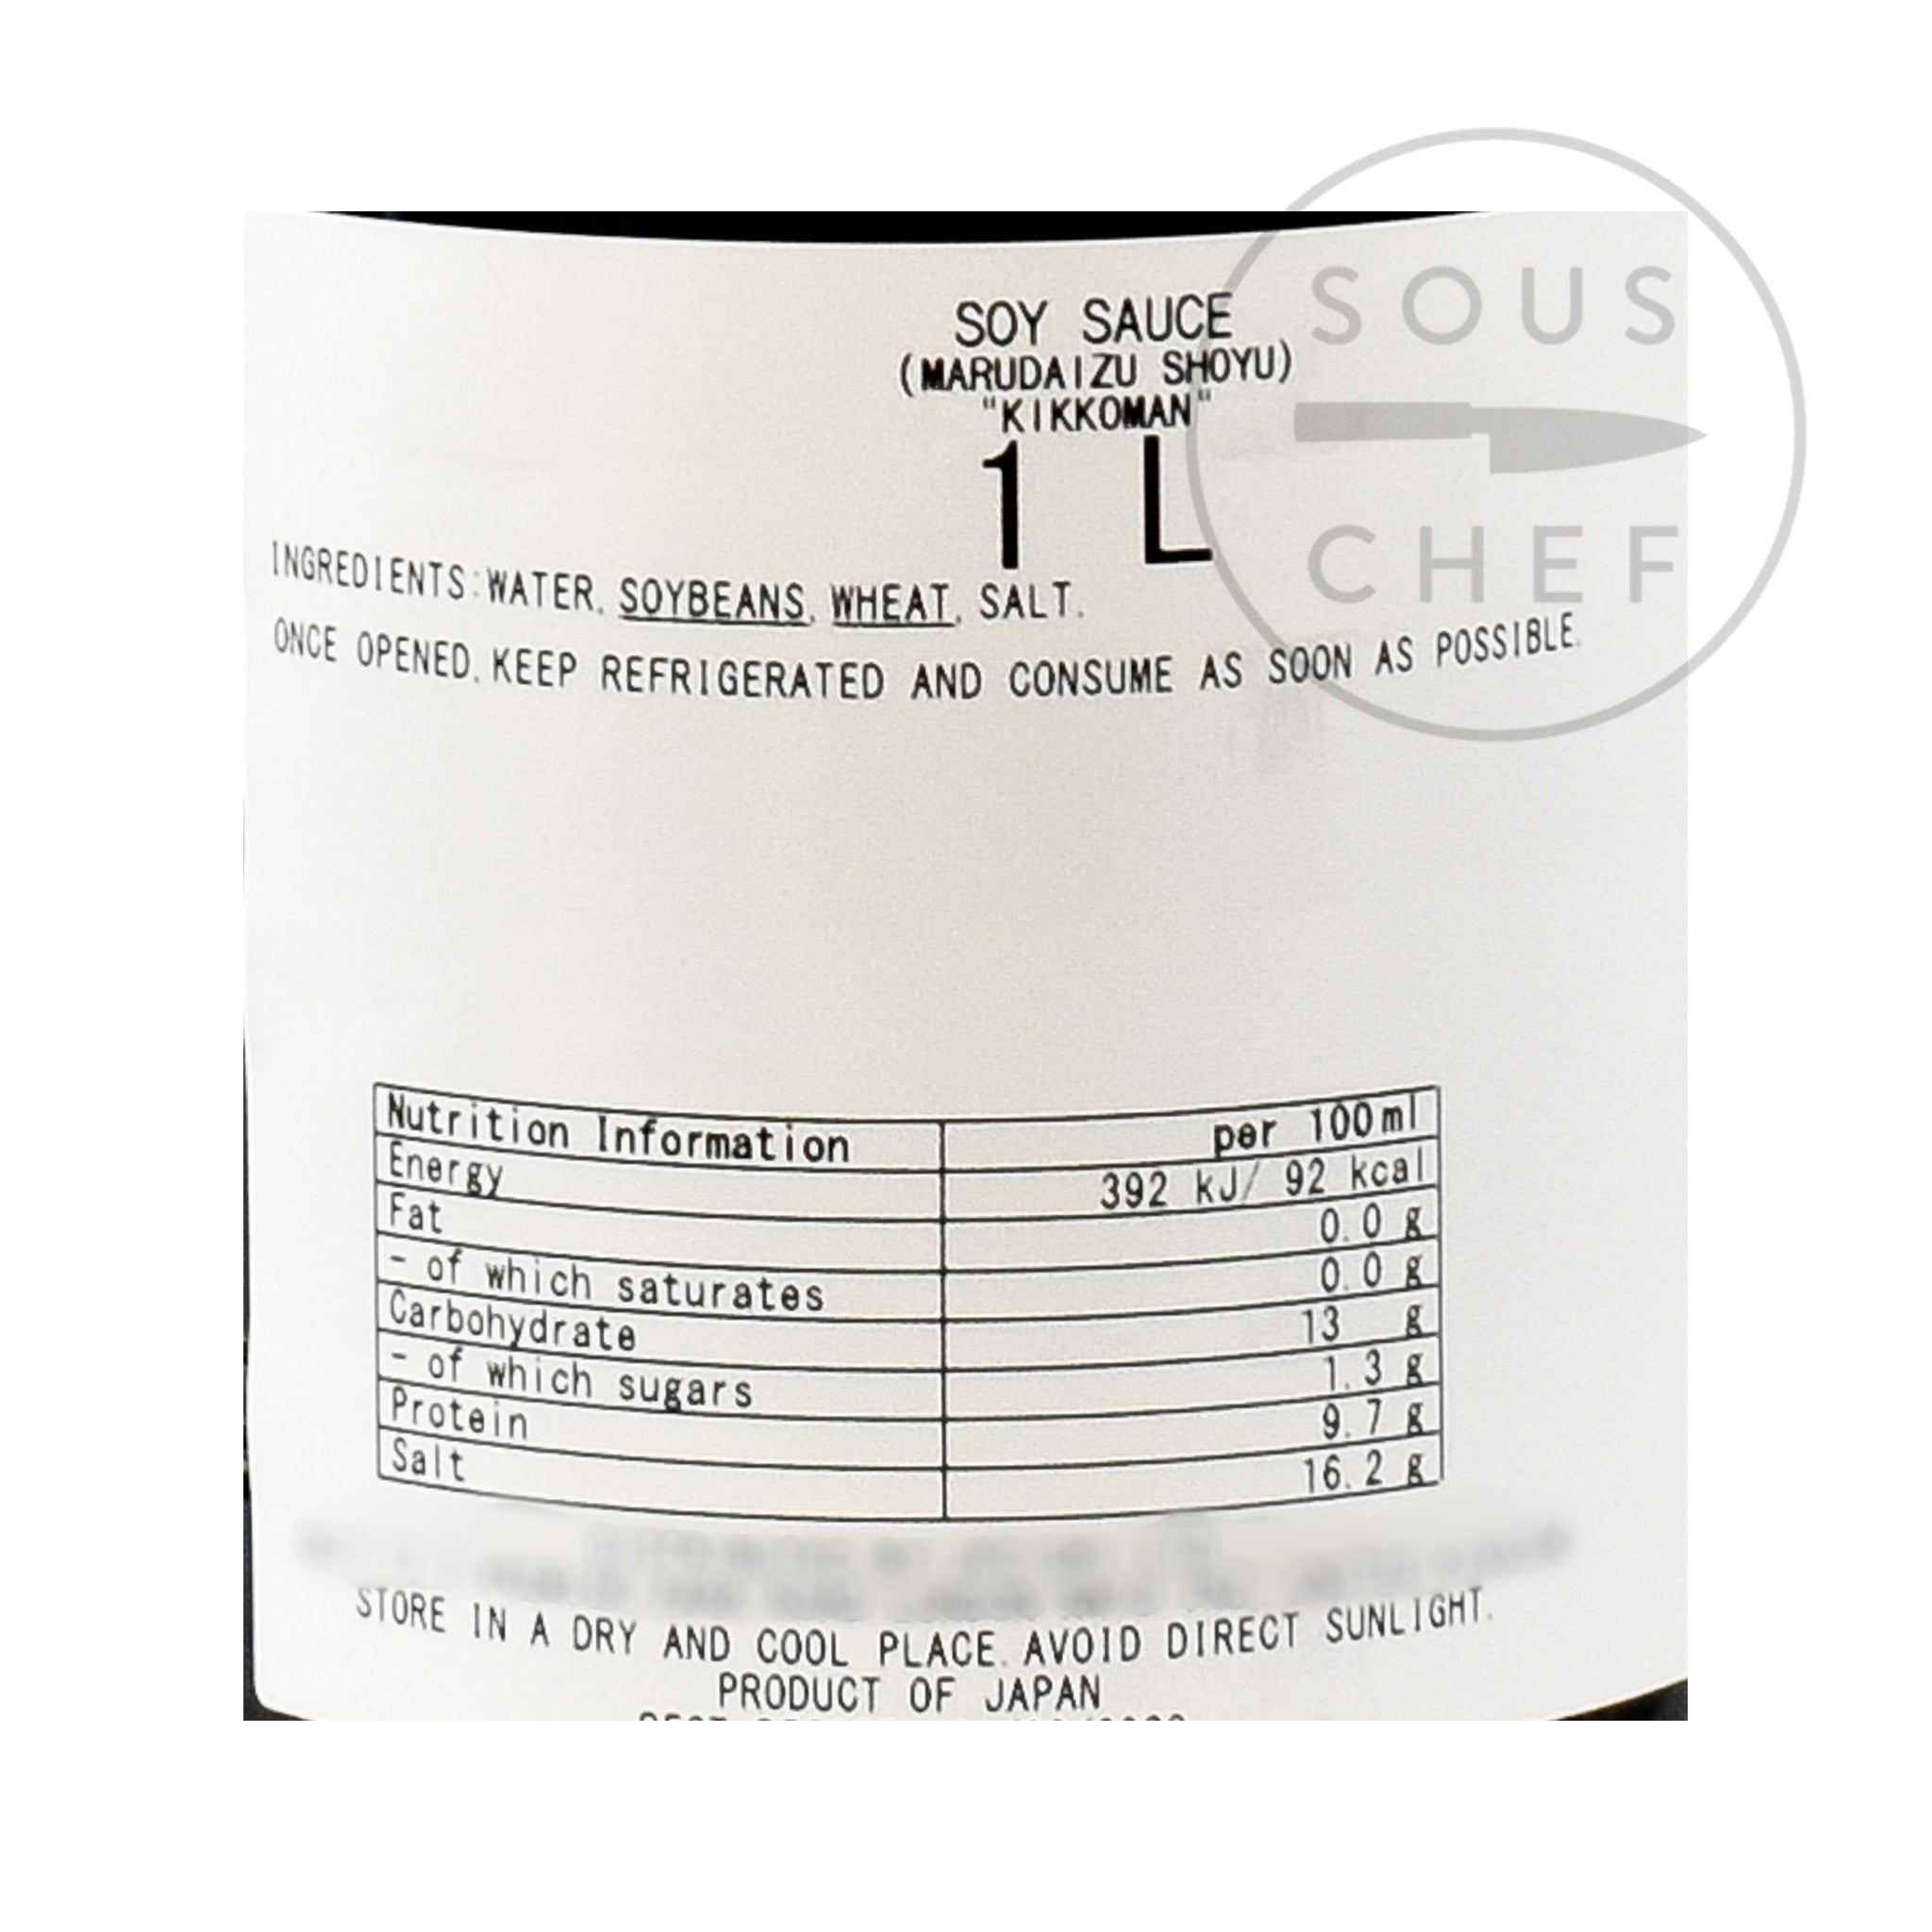 SOUS
CHEF
SOY SAUCE
(MARUDAIZU SHOYU)
"KIKKOMAN"
1 L
INGREDIENTS:WATER, SOYBEANS, WHEAT, SALT.
ONCE OPENED, KEEP REFRIGERATED AND CONSUME AS SOON AS POSSIBLE.
Nutrition Information per 100ml
Energy 392 kJ/ 92 kcal
Fat 0.0 g
- of which saturates 0.0 g
Carbohydrate 13 g
- of which sugars 1.3 g
Protein 9.7 g
Salt 16.2 g
STORE IN A DRY AND COOL PLACE. AVOID DIRECT SUNLIGHT.
PRODUCT OF JAPAN